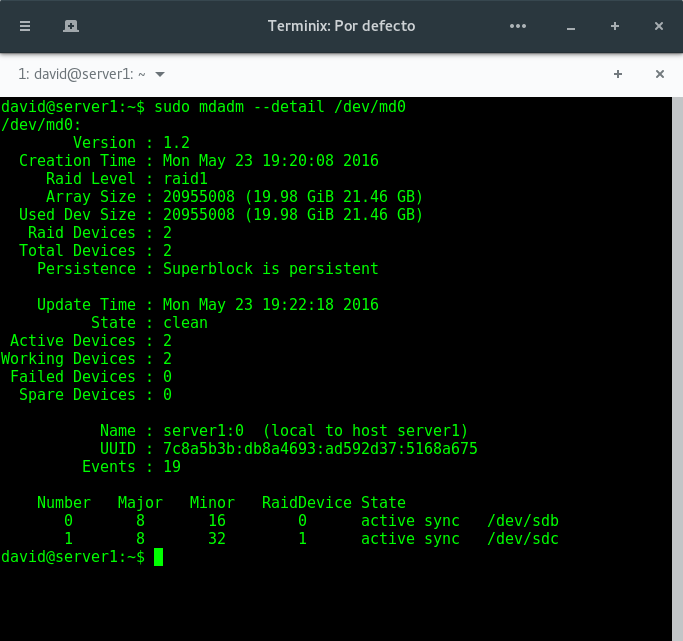 Terminix: Por defecto
1: david@server1: ~
david@server1:~$ sudo mdadm --detail /dev/md0
/dev/md0:
        Version : 1.2
  Creation Time : Mon May 23 19:20:08 2016
     Raid Level : raid1
     Array Size : 20955008 (19.98 GiB 21.46 GB)
  Used Dev Size : 20955008 (19.98 GiB 21.46 GB)
   Raid Devices : 2
  Total Devices : 2
    Persistence : Superblock is persistent

    Update Time : Mon May 23 19:22:18 2016
          State : clean
 Active Devices : 2
Working Devices : 2
 Failed Devices : 0
  Spare Devices : 0

           Name : server1:0  (local to host server1)
           UUID : 7c8a5b3b:db8a4693:ad592d37:5168a675
         Events : 19

    Number   Major   Minor   RaidDevice State
       0       8       16        0      active sync   /dev/sdb
       1       8       32        1      active sync   /dev/sdc
david@server1:~$